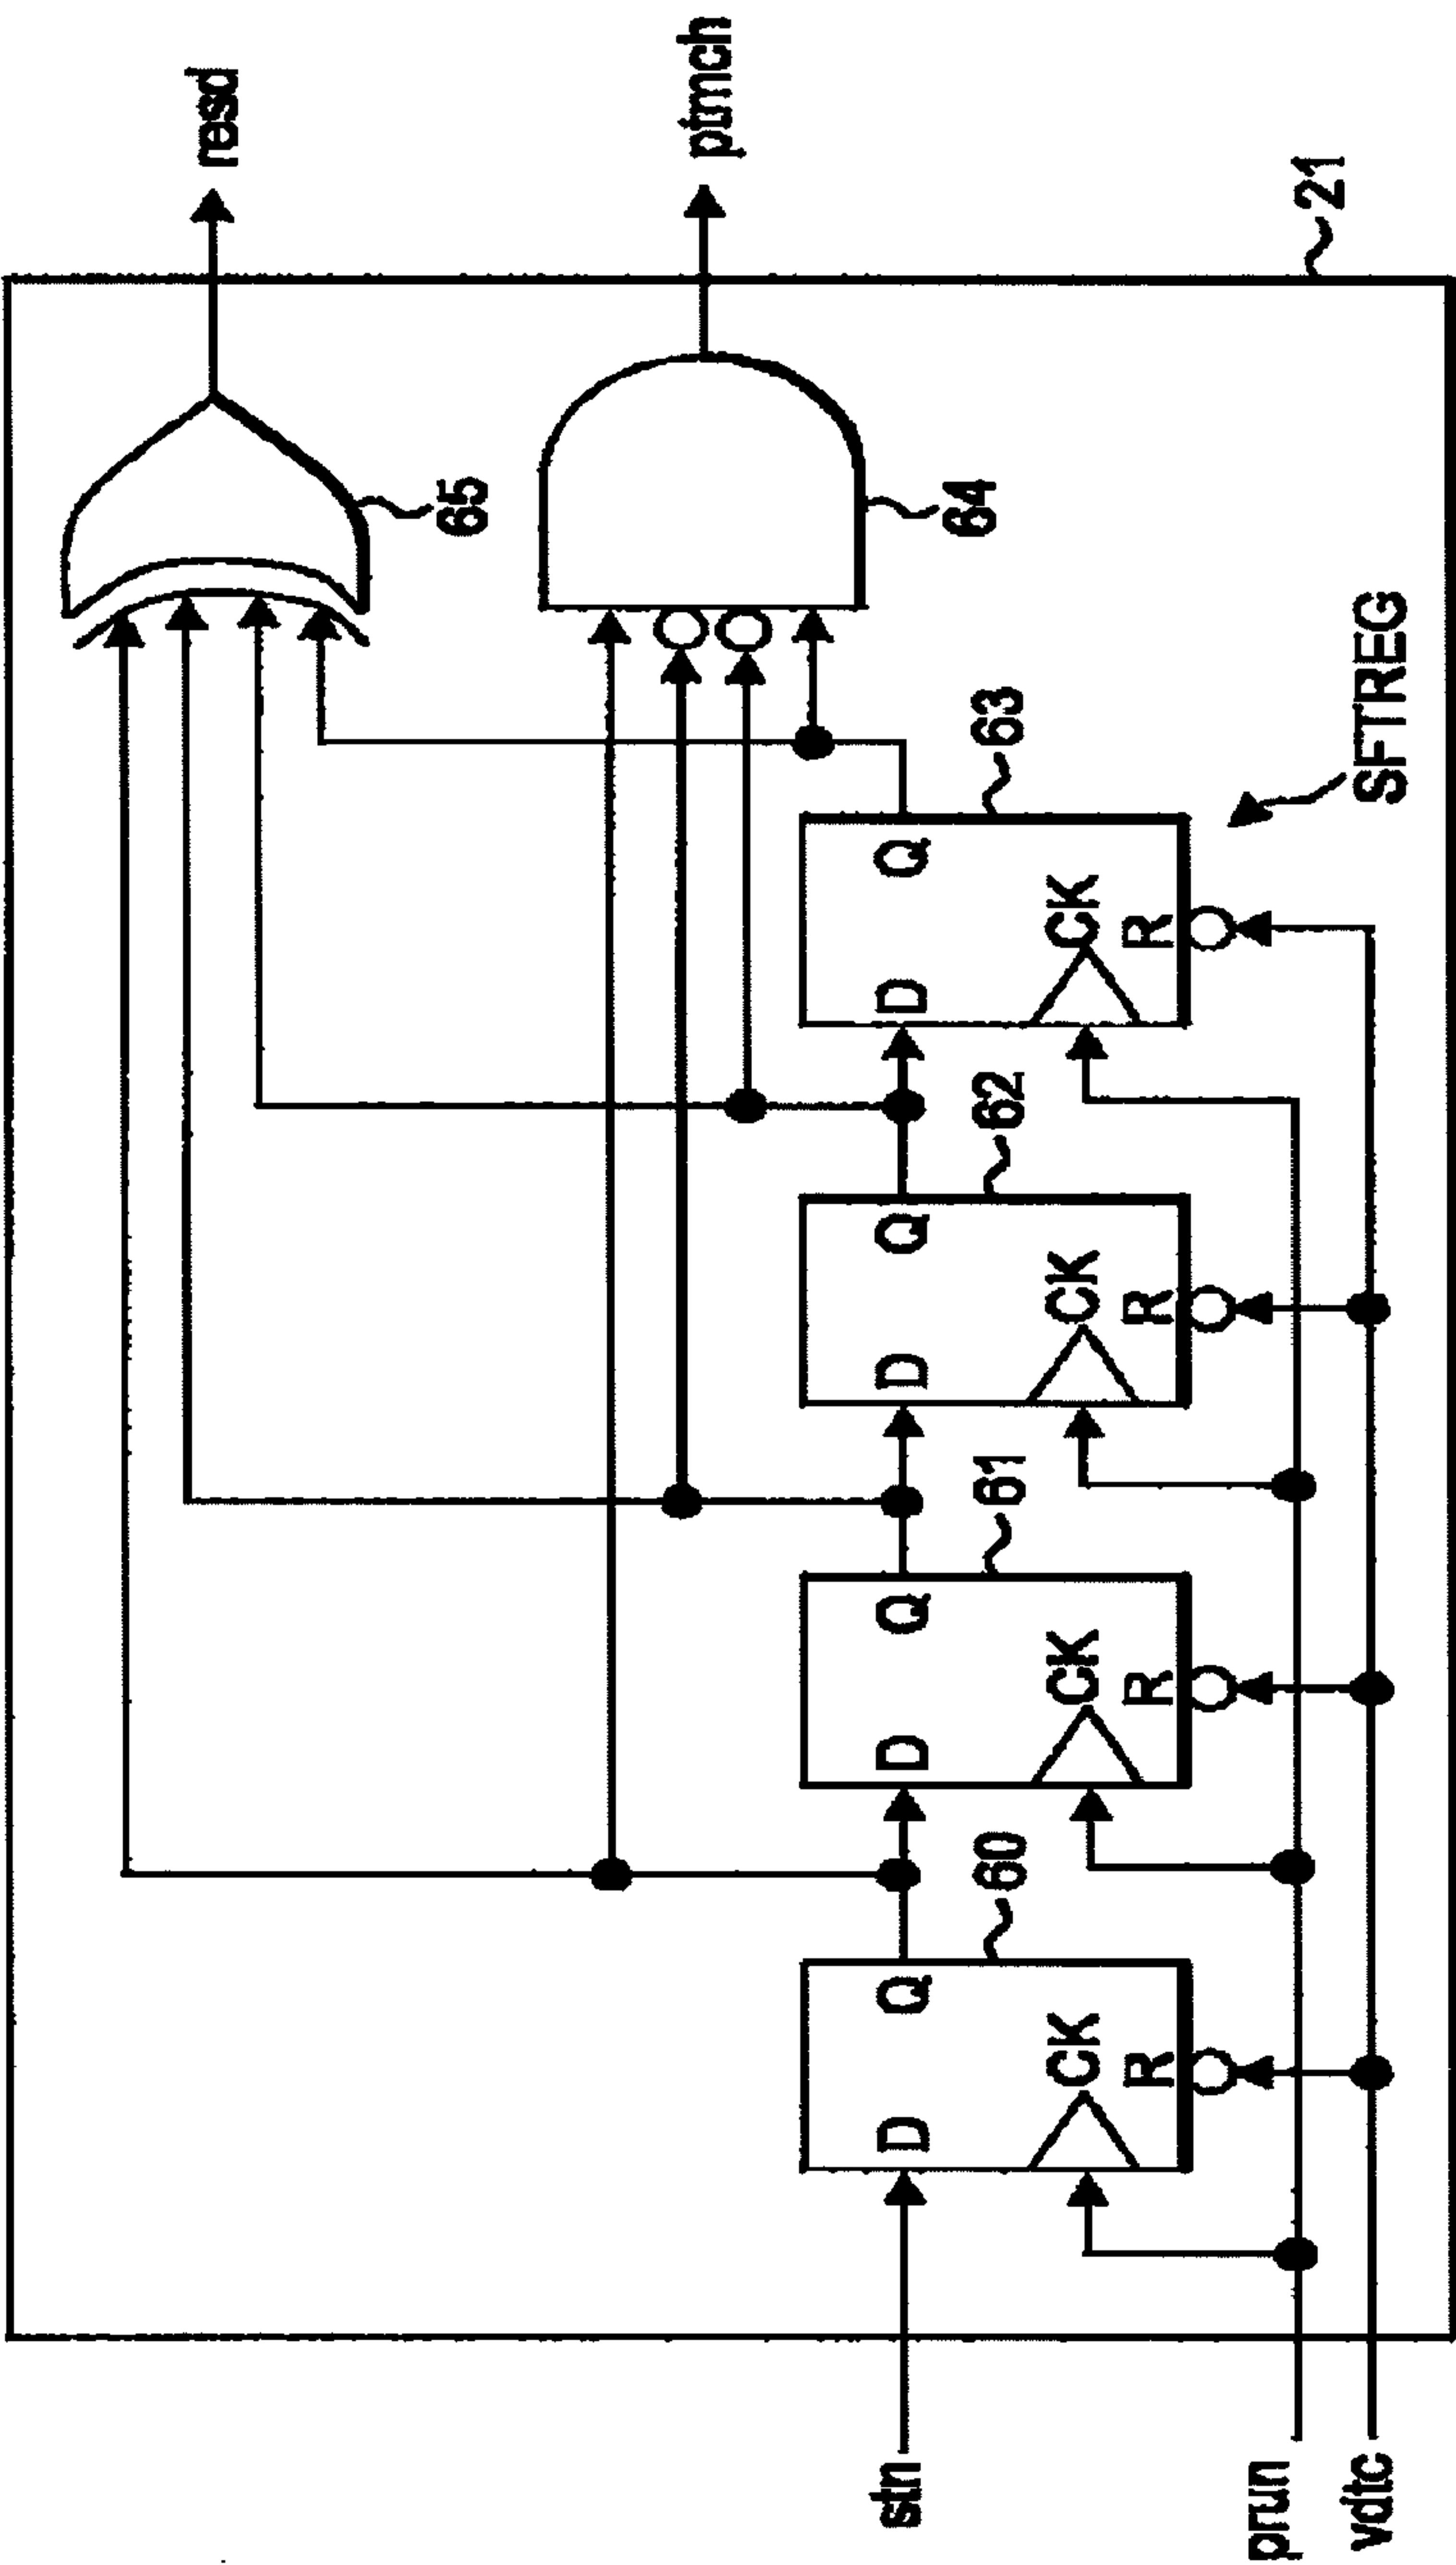 resd
ptmch
21
65
64
SFTREG
63
62
61
60
D
Q
CK
R
D
Q
CK
R
D
Q
CK
R
D
Q
CK
R
stn
prun
vdtc